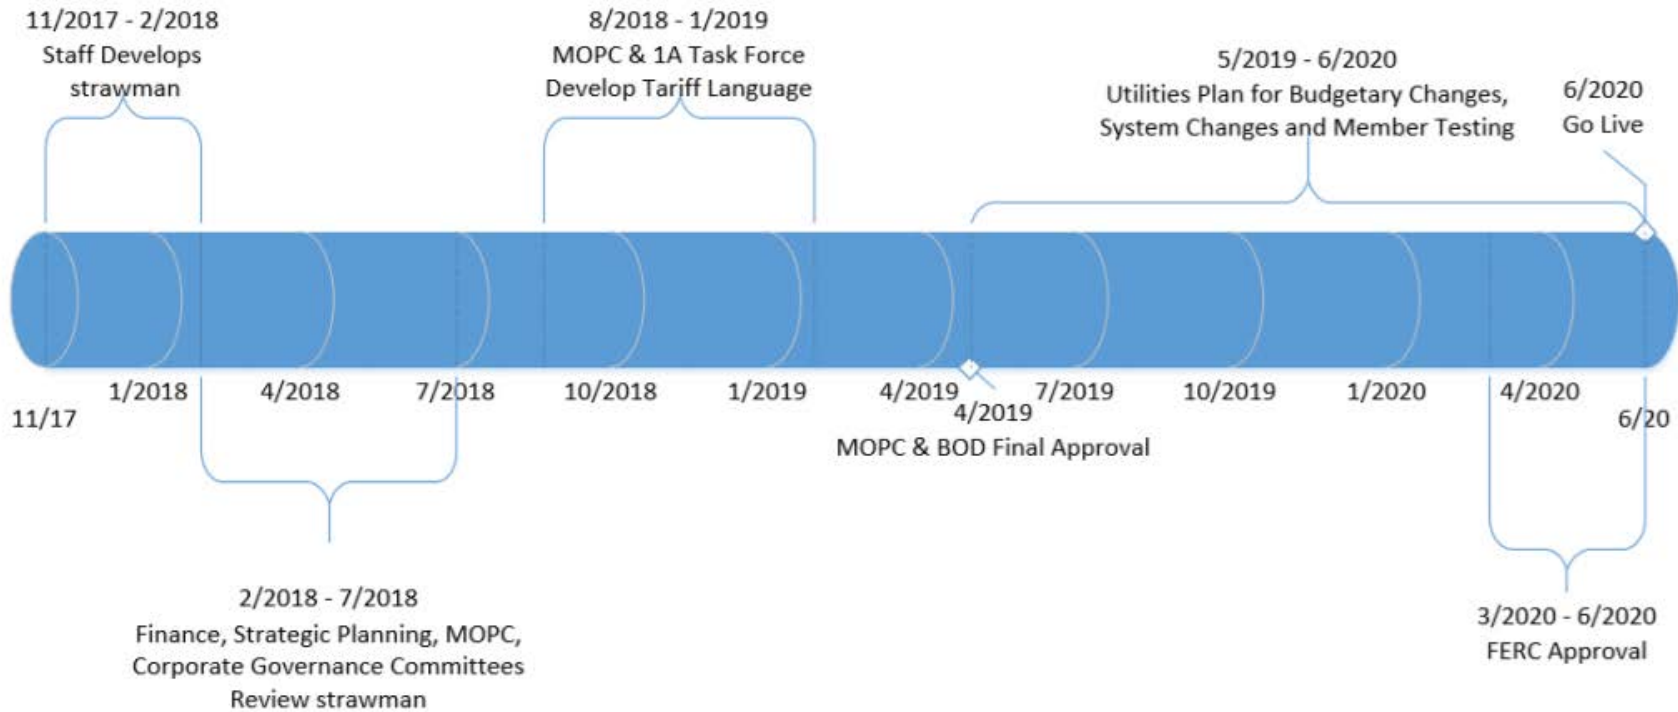 11/2017 - 2/2018
Staff Develops
strawman
8/2018 - 1/2019
MOPC & 1A Task Force
Develop Tariff Language
5/2019 - 6/2020
Utilities Plan for Budgetary Changes,
System Changes and Member Testing
6/2020
Go Live
11/17
1/2018
4/2018
7/2018
10/2018
1/2019
4/2019
7/2019
10/2019
1/2020
4/2020
6/20
4/2019
MOPC & BOD Final Approval
2/2018 - 7/2018
Finance, Strategic Planning, MOPC,
Corporate Governance Committees
Review strawman
3/2020 - 6/2020
FERC Approval